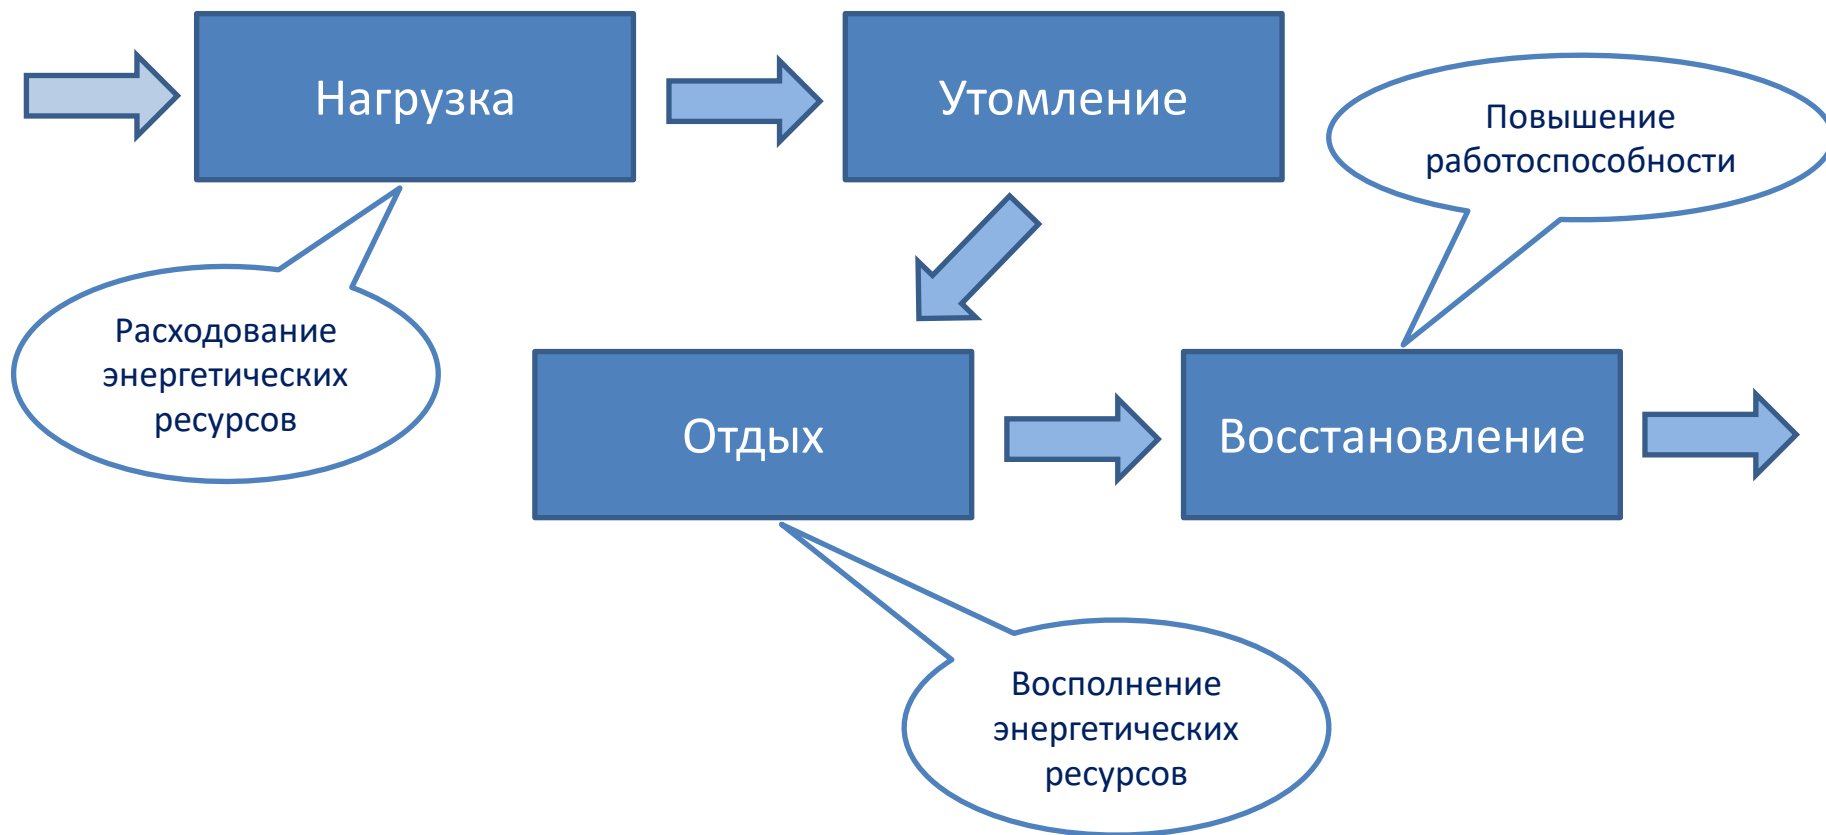 Нагрузка
Утомление
Повышение
работоспособности
Расходование
энергетических
ресурсов
Отдых
Восстановление
Восполнение
энергетических
ресурсов